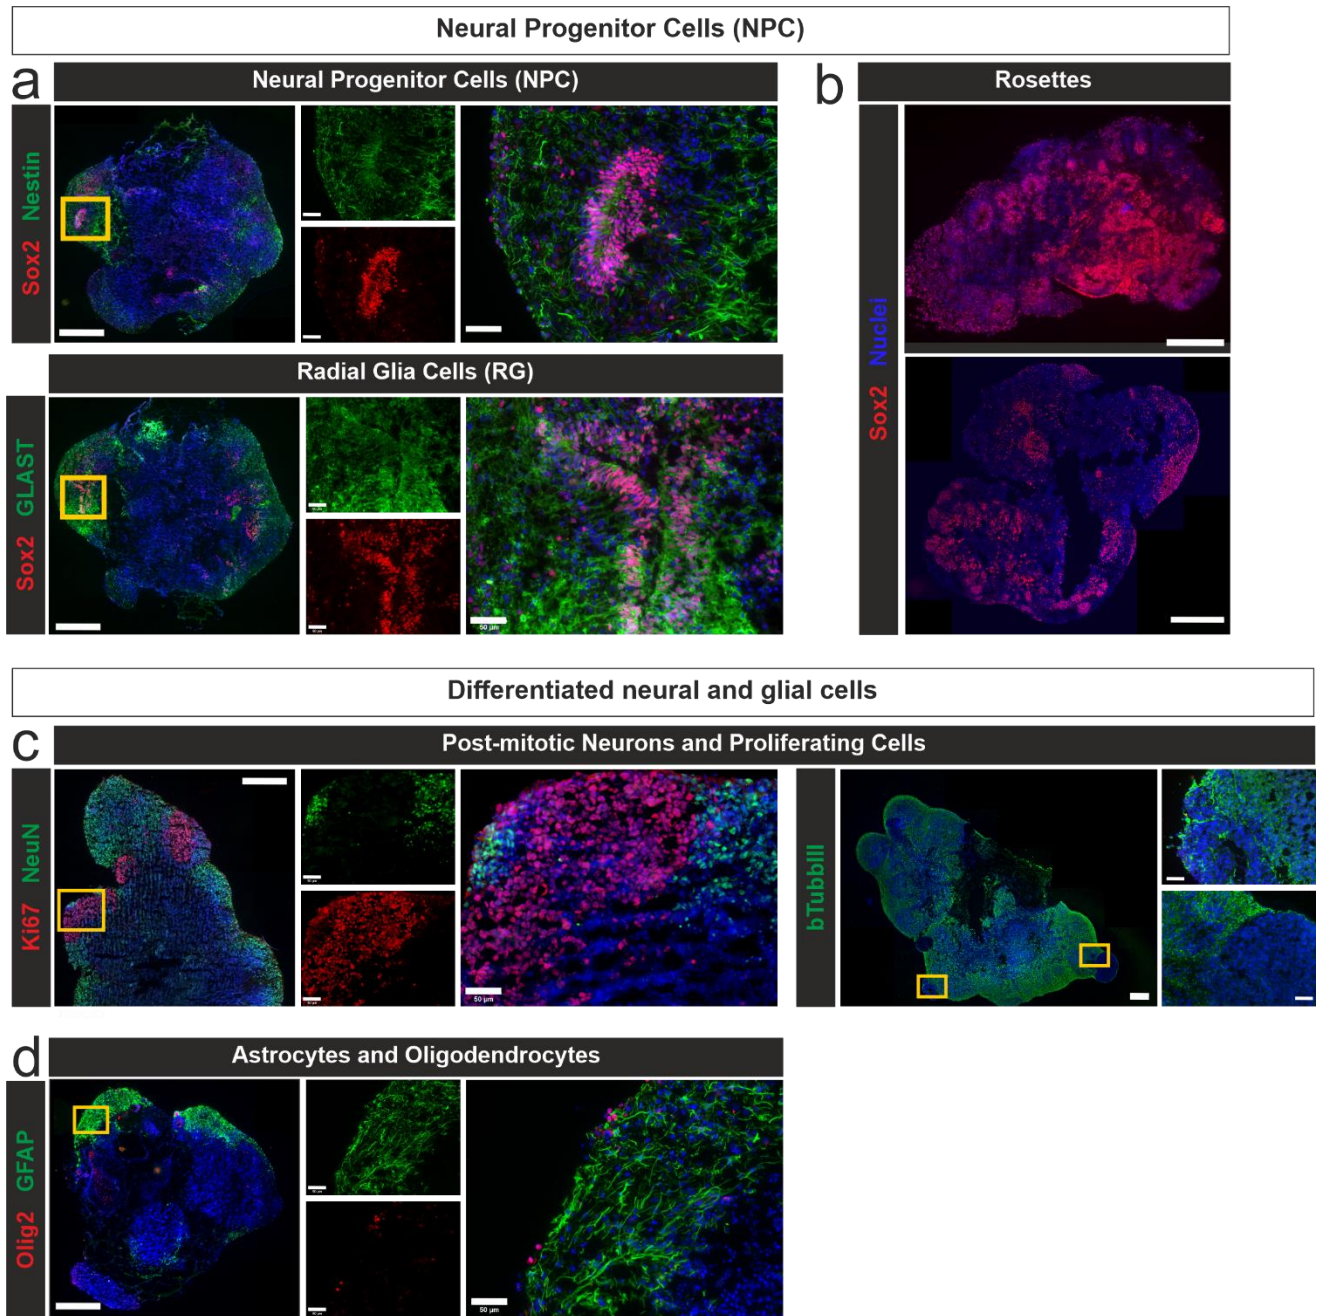 Neural Progenitor Cells (NPC)
a
Neural Progenitor Cells (NPC)
Sox2 Nestin
Radial Glia Cells (RG)
Sox2 GLAST
50 µm
b
Rosettes
Sox2 Nuclei
Differentiated neural and glial cells
c
Post-mitotic Neurons and Proliferating Cells
Ki67 NeuN
50 µm
bTubbIII
d
Astrocytes and Oligodendrocytes
Olig2 GFAP
50 µm